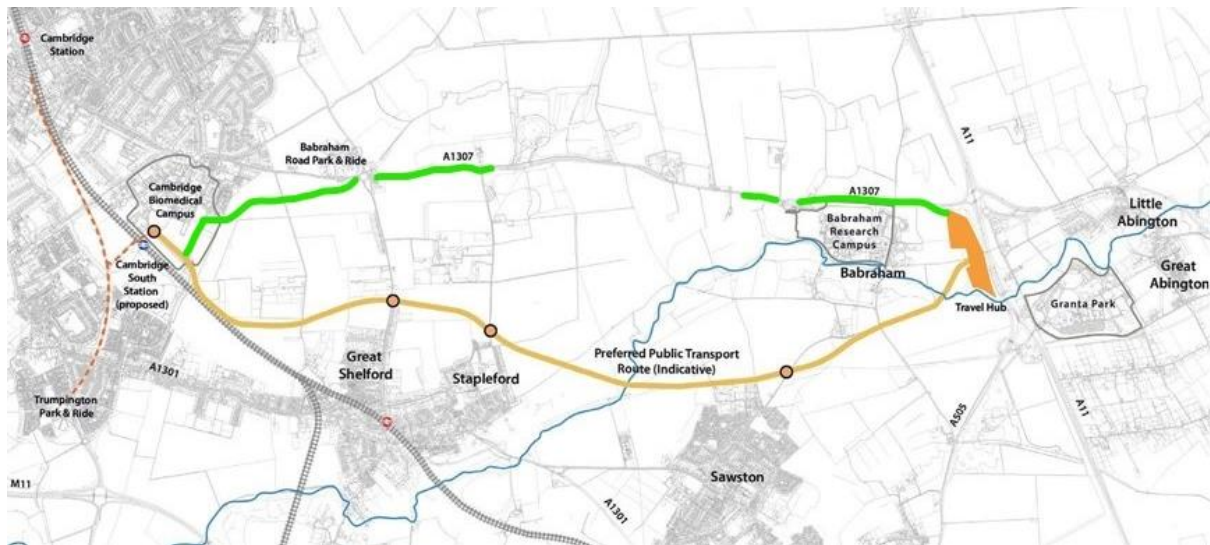 Cambridge
Station
Babraham
Road Park & Ride
A1307
A11
Cambridge
Biomedical
Campus
A1307
Little
Abington
Babraham
Research
Campus
Cambridge
South
Station
(proposed)
Babraham
Great
Abington
Travel Hub
Granta Park
Preferred Public Transport
Route (Indicative)
Great
Shelford
Stapleford
A1301
Trumpington
Park & Ride
A505
A11
Sawston
M11
A1301